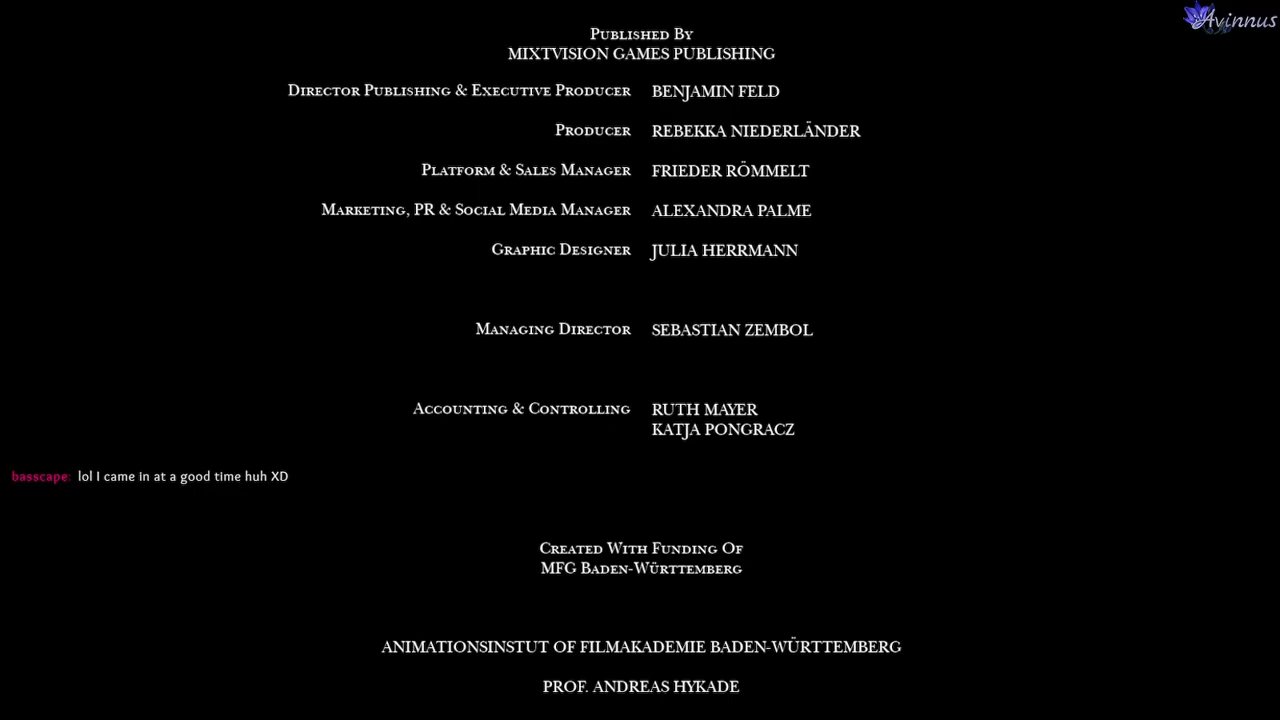 Avinnus
Published By
MIXTVISION GAMES PUBLISHING
Director Publishing & Executive Producer BENJAMIN FELD
Producer REBEKKA NIEDERLÄNDER
Platform & Sales Manager FRIEDER RÖMMELT
Marketing, PR & Social Media Manager ALEXANDRA PALME
Graphic Designer JULIA HERRMANN
Managing Director SEBASTIAN ZEMBOL
Accounting & Controlling RUTH MAYER
KATJA PONGRACZ
basscape: lol I came in at a good time huh XD
Created With Funding Of
MFG Baden-Württemberg
ANIMATIONSINSTUT OF FILMAKADEMIE BADEN-WÜRTTEMBERG
PROF. ANDREAS HYKADE